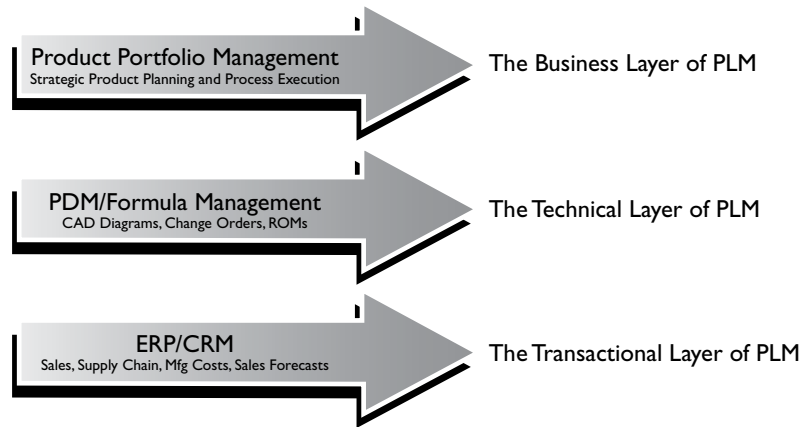 Product Portfolio Management
Strategic Product Planning and Process Execution
The Business Layer of PLM
PDM/Formula Management
CAD Diagrams, Change Orders, ROMs
The Technical Layer of PLM
ERP/CRM
Sales, Supply Chain, Mfg Costs, Sales Forecasts
The Transactional Layer of PLM